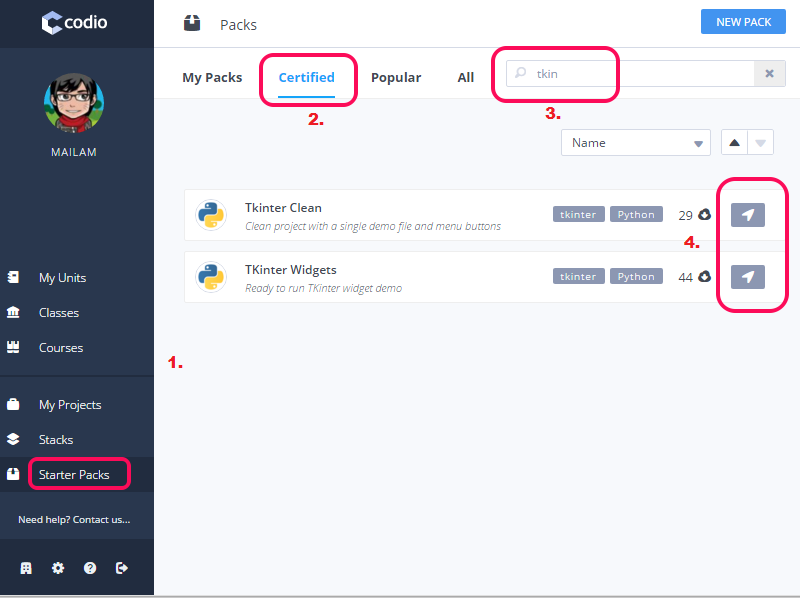 codio
MAILAM
My Units
Classes
Courses
My Projects
Stacks
Starter Packs
Need help? Contact us...
Packs
NEW PACK
My Packs
Certified
Popular
All
tkin
2.
3.
Name
Tkinter Clean
Clean project with a single demo file and menu buttons
tkinter
Python
29
4.
TKinter Widgets
Ready to run TKinter widget demo
tkinter
Python
44
1.